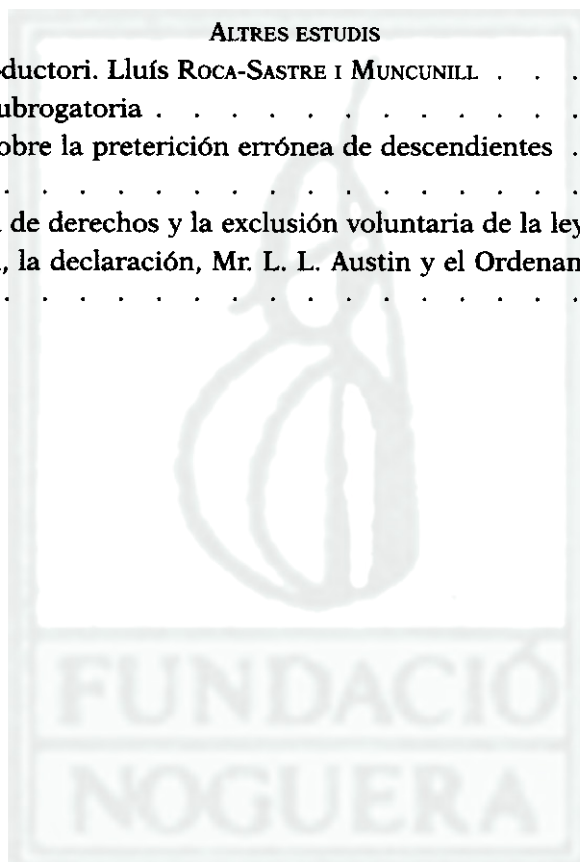 ALTRES ESTUDIS
ductori. Lluís ROCA-SASTRE I MUNCUNILL . . .
ubrogatoria . . . . . . . . . . . . .
obre la preterición errónea de descendientes .
. . . . . . . . . . . . . . . .
de derechos y la exclusión voluntaria de la ley
, la declaración, Mr. L. L. Austin y el Ordenam
. . . . . . . . . . . . . . . .
FUNDACIÓ
NOGUERA